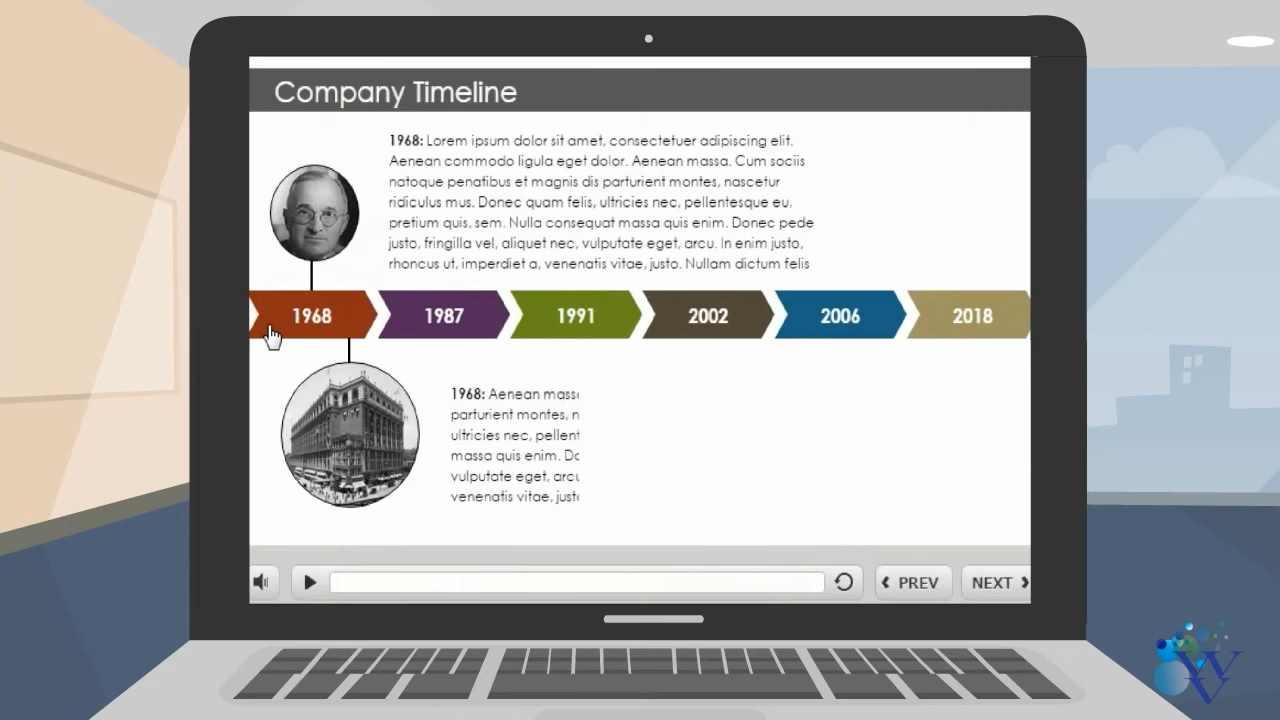 Company Timeline
1968: Lorem ipsum dolor sit amet, consectetuer adipiscing elit.
Aenean commodo ligula eget dolor. Aenean massa. Cum sociis
natoque penatibus et magnis dis parturient montes, nascetur
ridiculus mus. Donec quam felis, ultricies nec, pellentesque eu,
pretium quis, sem. Nulla consequat massa quis enim. Donec pede
justo, fringilla vel, aliquet nec, vulputate eget, arcu. In enim justo,
rhoncus ut, imperdiet a, venenatis vitae, justo. Nullam dictum felis
1968 1987 1991 2002 2006 2018
1968: Aenean mass
parturient montes, n
ultricies nec, pellent
massa quis enim. Do
vulputate eget, arcu
venenatis vitae, just
PREV NEXT
VV
V